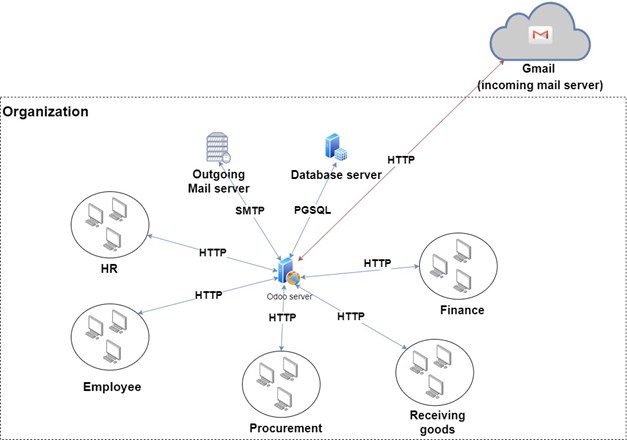 Gmail
(incoming mail server)
Organization
Outgoing
Mail server
Database server
HTTP
SMTP
PGSQL
HR
HTTP
HTTP
Odoo server
Finance
HTTP
HTTP
HTTP
Employee
Procurement
Receiving
goods